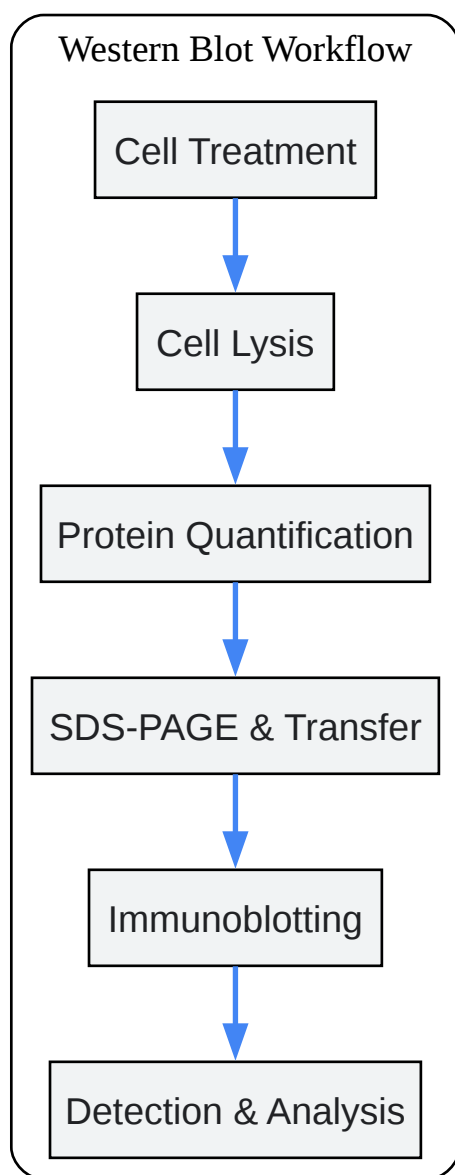 Western Blot Workflow
Cell Treatment
Cell Lysis
Protein Quantification
SDS-PAGE & Transfer
Immunoblotting
Detection & Analysis